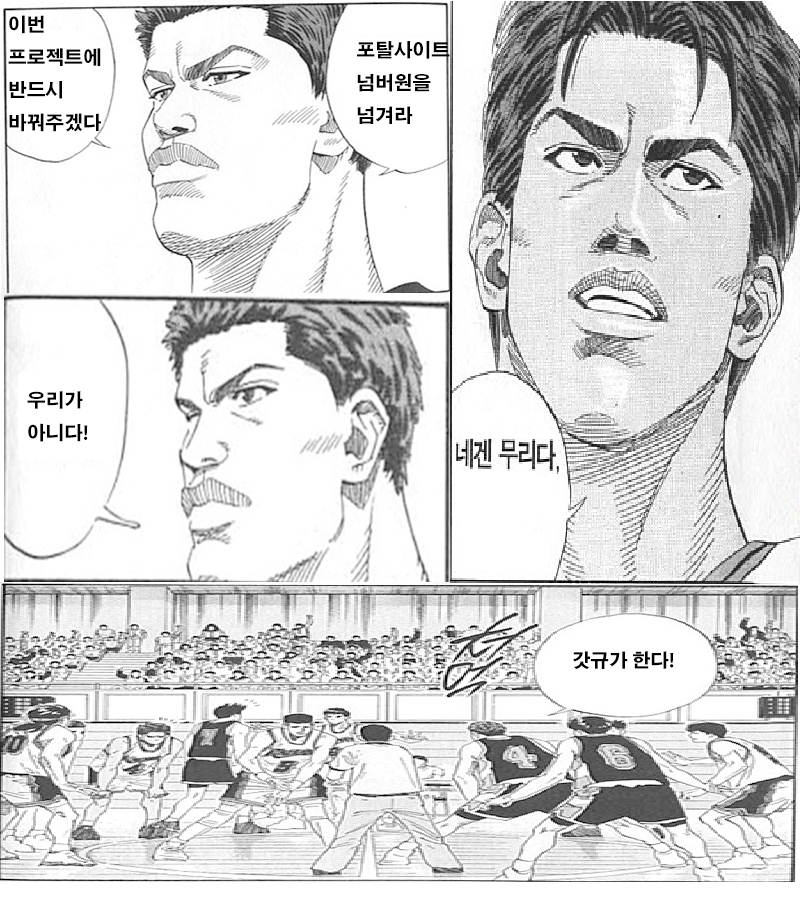 이번
프로젝트에
반드시
바꿔주겠다
포탈사이트
넘버원을
넘겨라
네겐 무리다,
우리가
아니다!
갓규가 한다!
4
6